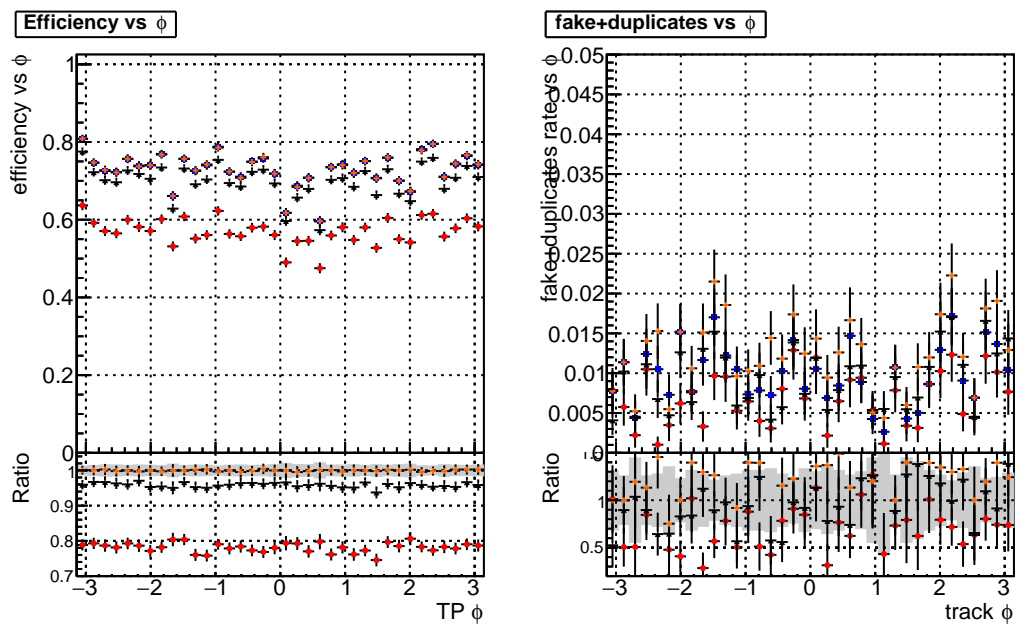 Efficiency vs ϕ
efficiency vs ϕ
1
0.8
0.6
0.4
0.2
0
Ratio
1
0.9
0.8
0.7
−3 −2 −1 0 1 2 3
TP ϕ
fake+duplicates vs ϕ
fake+duplicates rate vs ϕ
0.05
0.045
0.04
0.035
0.03
0.025
0.02
0.015
0.01
0.005
0
Ratio
1.5
1
0.5
−3 −2 −1 0 1 2 3
track ϕ